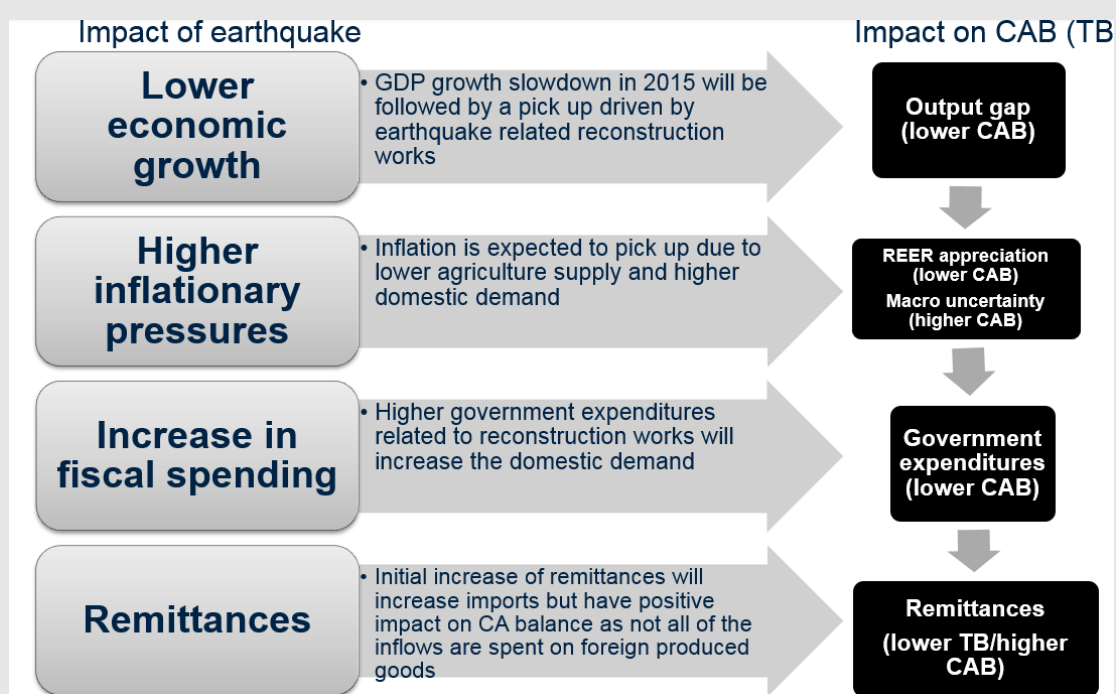 Impact of earthquake
Impact on CAB (TB
Lower
economic
growth
• GDP growth slowdown in 2015 will be
followed by a pick up driven by
earthquake related reconstruction
works
Output gap
(lower CAB)
Higher
inflationary
pressures
• Inflation is expected to pick up due to
lower agriculture supply and higher
domestic demand
REER appreciation
(lower CAB)
Macro uncertainty
(higher CAB)
Increase in
fiscal spending
• Higher government expenditures
related to reconstruction works will
increase the domestic demand
Government
expenditures
(lower CAB)
Remittances
• Initial increase of remittances will
increase imports but have positive
impact on CA balance as not all of the
inflows are spent on foreign produced
goods
Remittances
(lower TB/higher
CAB)